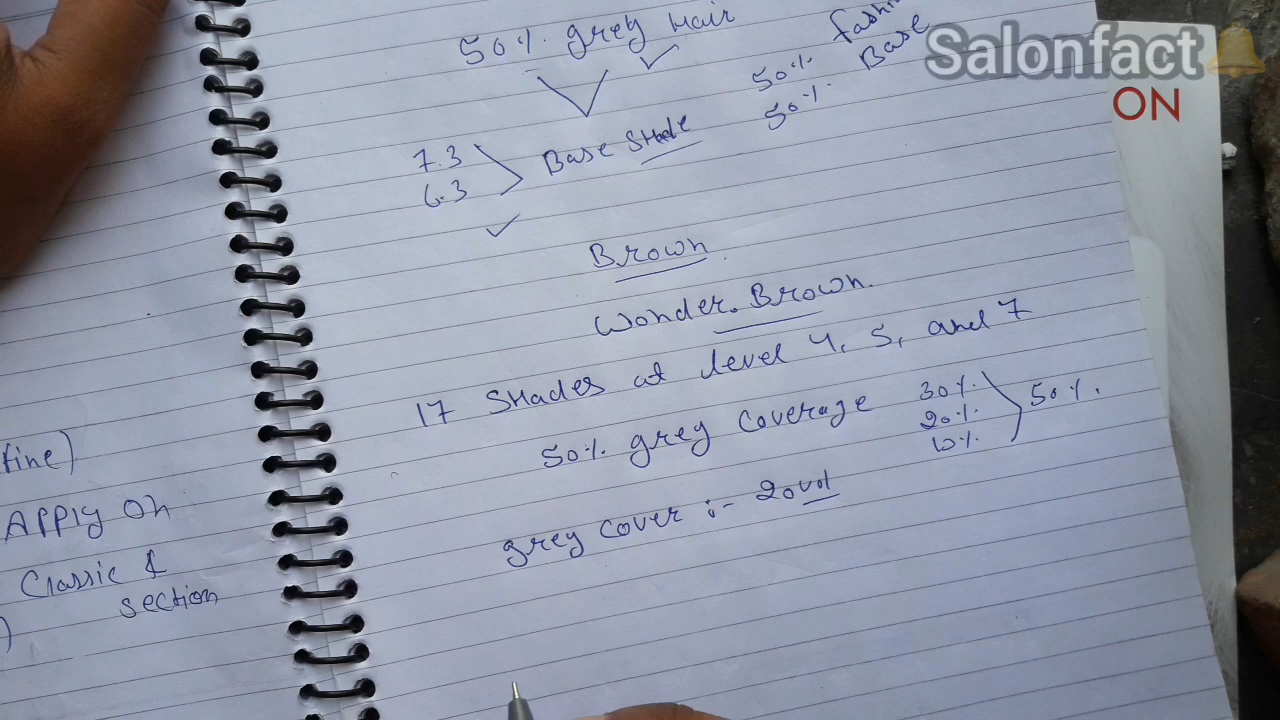 50% grey Hair
50% fashi
50% Base
7.3
6.3
Base Shade
Brown
Wonder Brown.
17 Shades at level 4, 5, and 7
50% grey coverage
30%
20%
10%
50%.
grey cover :- 20 vol
fine)
Apply on
Classic &
section
)
Salonfact
ON